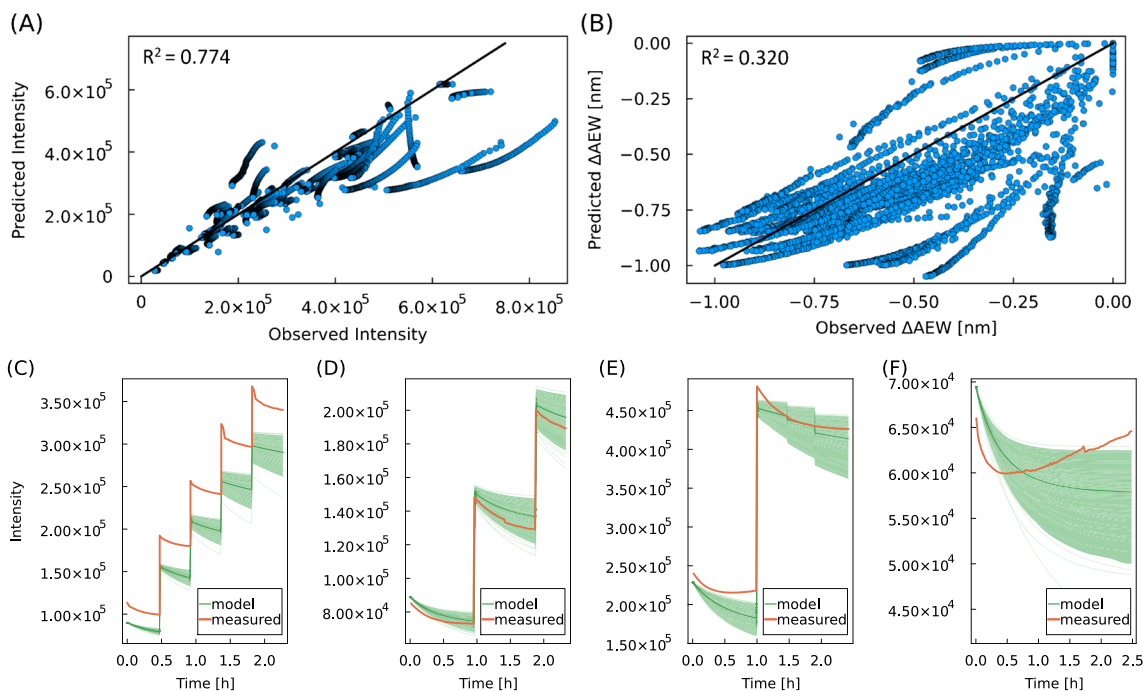 (A)
R² = 0.774
Predicted Intensity
6.0×10⁵
4.0×10⁵
2.0×10⁵
0
0
2.0×10⁵
4.0×10⁵
6.0×10⁵
8.0×10⁵
Observed Intensity
(B)
R² = 0.320
Predicted ΔAEW [nm]
0.00
−0.25
−0.50
−0.75
−1.00
−1.00
−0.75
−0.50
−0.25
0.00
Observed ΔAEW [nm]
(C)
Intensity
3.50×10⁵
3.00×10⁵
2.50×10⁵
2.00×10⁵
1.50×10⁵
1.00×10⁵
model
measured
0.0
0.5
1.0
1.5
2.0
Time [h]
(D)
2.00×10⁵
1.80×10⁵
1.60×10⁵
1.40×10⁵
1.20×10⁵
1.00×10⁵
8.00×10⁴
model
measured
0.0
0.5
1.0
1.5
2.0
Time [h]
(E)
4.50×10⁵
4.00×10⁵
3.50×10⁵
3.00×10⁵
2.50×10⁵
2.00×10⁵
1.50×10⁵
model
measured
0.0
0.5
1.0
1.5
2.0
Time [h]
(F)
7.00×10⁴
6.50×10⁴
6.00×10⁴
5.50×10⁴
5.00×10⁴
4.50×10⁴
model
measured
0.0
0.5
1.0
1.5
2.0
2.5
Time [h]